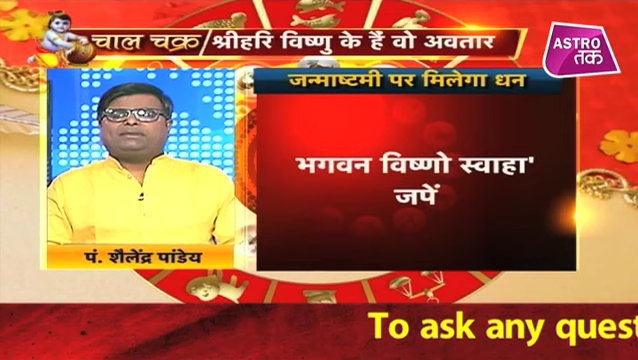 चाल चक्र श्रीहरि विष्णु के हैं वो अवतार
ASTRO
तक
जन्माष्टमी पर मिलेगा धन
भगवन विष्णो स्वाहा'
जपें
पं. शैलेंद्र पांडेय
To ask any quest